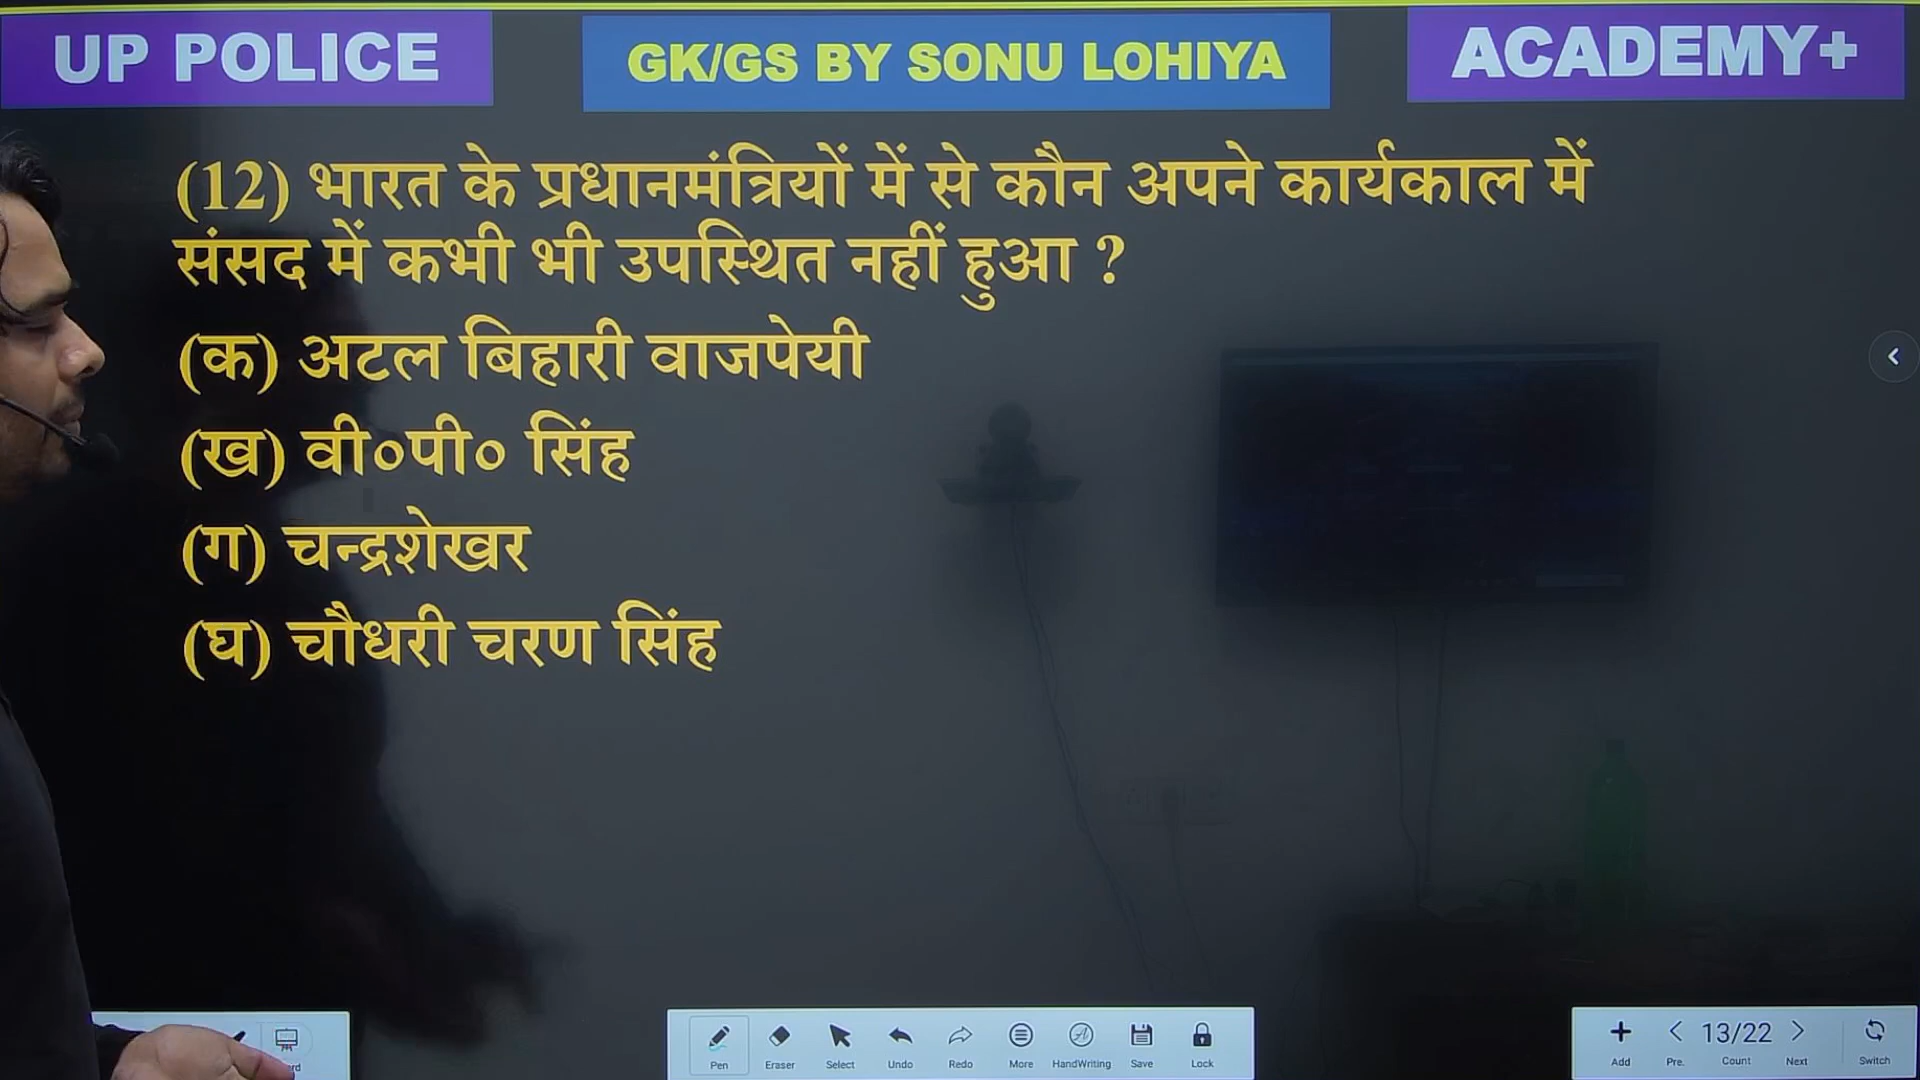 UP POLICE
GK/GS BY SONU LOHIYA
ACADEMY+
(12) भारत के प्रधानमंत्रियों में से कौन अपने कार्यकाल में
संसद में कभी भी उपस्थित नहीं हुआ ?
(क) अटल बिहारी वाजपेयी
(ख) वी०पी० सिंह
(ग) चन्द्रशेखर
(घ) चौधरी चरण सिंह
Pen Eraser Select Undo Redo More HandWriting Save Lock
13/22
Add Pre. Count Next Switch